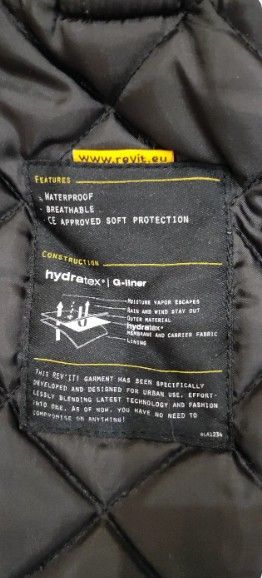 www.revit.eu
FEATURES
- WATERPROOF
- BREATHABLE
- CE APPROVED SOFT PROTECTION
CONSTRUCTION
hydratex® | G-liner
MOISTURE VAPOR ESCAPES
RAIN AND WIND STAY OUT
OUTER MATERIAL
hydratex®
MEMBRANE AND CARRIER FABRIC
LINING
THIS REV'IT! GARMENT HAS BEEN SPECIFICALLY
DEVELOPED AND DESIGNED FOR URBAN USE, EFFORT-
LESSLY BLENDING LATEST TECHNOLOGY AND FASHION
INTO ONE. AS OF NOW, YOU HAVE NO NEED TO
COMPROMISE ON ANYTHING!